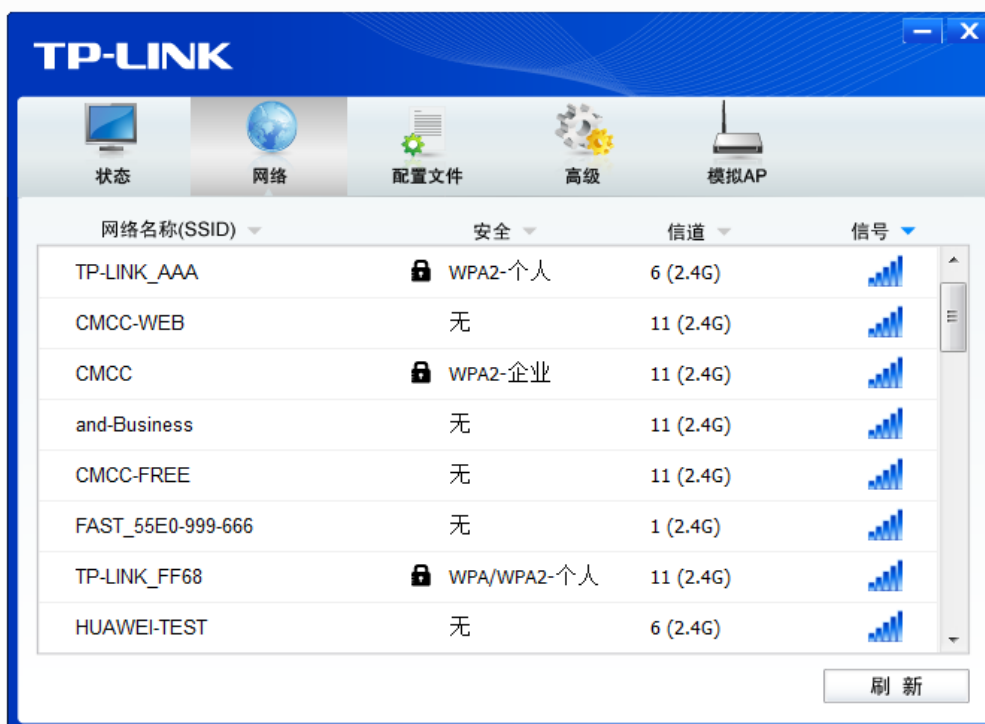 TP-LINK
状态 网络 配置文件 高级 模拟AP
网络名称(SSID) 安全 信道 信号
TP-LINK_AAA WPA2-个人 6 (2.4G)
CMCC-WEB 无 11 (2.4G)
CMCC WPA2-企业 11 (2.4G)
and-Business 无 11 (2.4G)
CMCC-FREE 无 11 (2.4G)
FAST_55E0-999-666 无 1 (2.4G)
TP-LINK_FF68 WPA/WPA2-个人 11 (2.4G)
HUAWEI-TEST 无 6 (2.4G)
刷 新